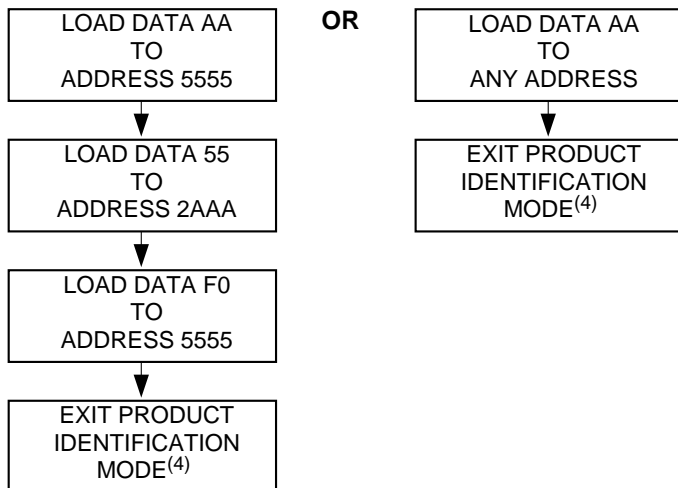 LOAD DATA AA
TO
ADDRESS 5555
LOAD DATA 55
TO
ADDRESS 2AAA
LOAD DATA F0
TO
ADDRESS 5555
EXIT PRODUCT
IDENTIFICATION
MODE(4)
OR
LOAD DATA AA
TO
ANY ADDRESS
EXIT PRODUCT
IDENTIFICATION
MODE(4)